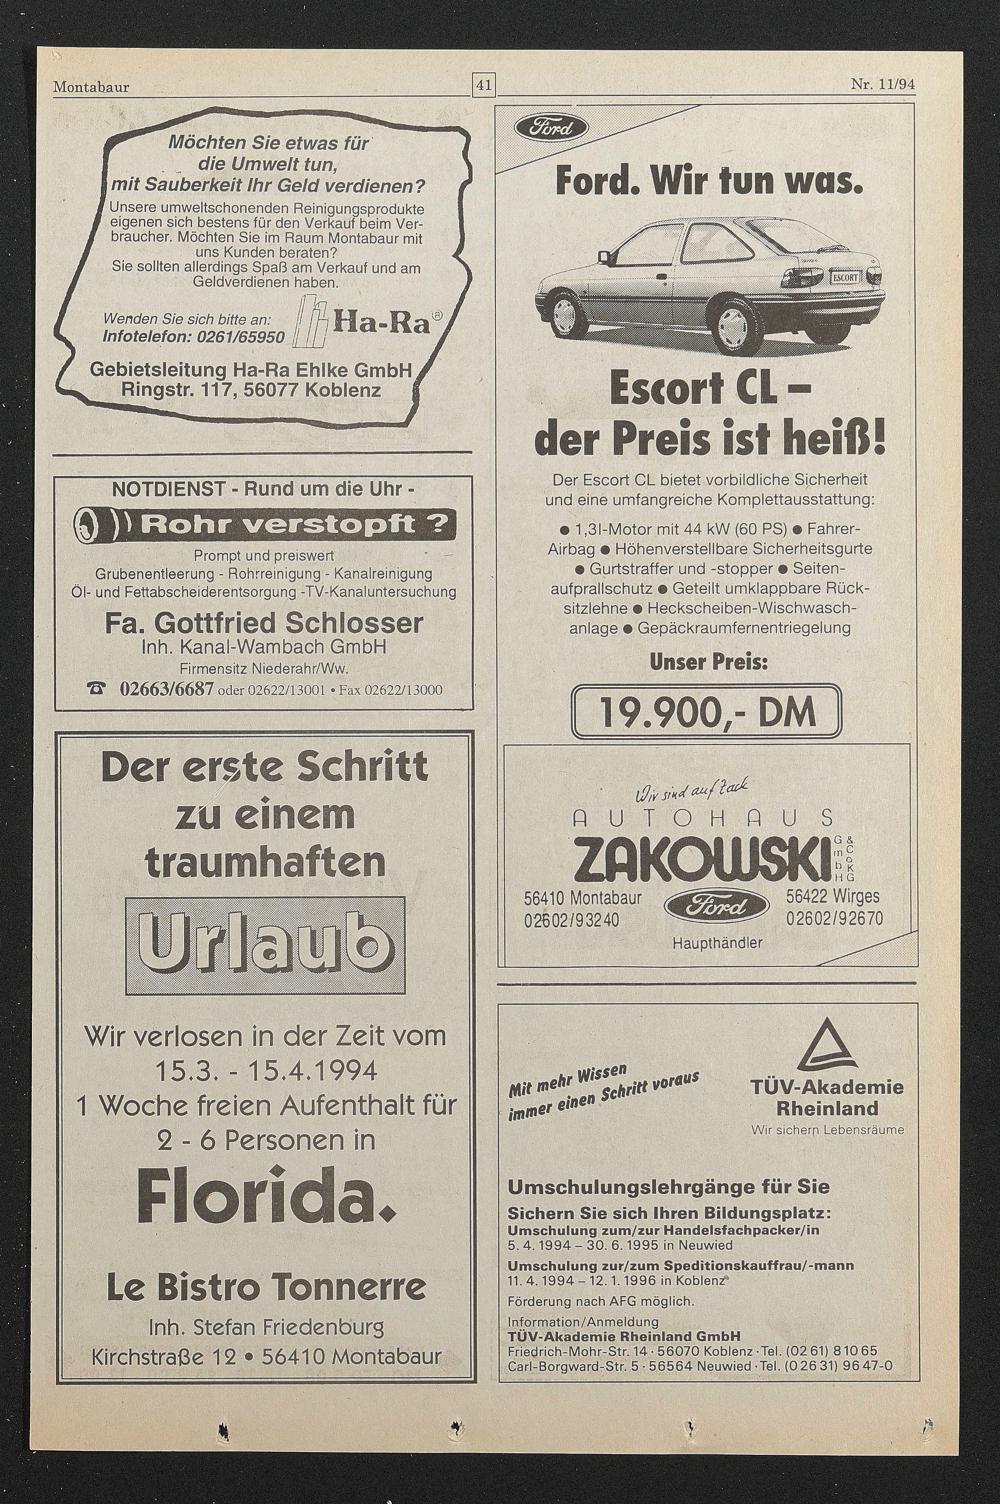 Montabaur
41
Nr. 11/94
Möchten Sie etwas für
die Umwelt tun,
mit Sauberkeit Ihr Geld verdienen?
Unsere umweltschonenden Reinigungsprodukte
eigenen sich bestens für den Verkauf beim Ver-
braucher. Möchten Sie im Raum Montabaur mit
uns Kunden beraten?
Sie sollten allerdings Spaß am Verkauf und am
Geldverdienen haben.
Wenden Sie sich bitte an:
Infotelefon: 0261/65950
Ha-Ra®
Gebietsleitung Ha-Ra Ehlke GmbH
Ringstr. 117, 56077 Koblenz
NOTDIENST - Rund um die Uhr -
Rohr verstopft ?
Prompt und preiswert
Grubenentleerung - Rohrreinigung - Kanalreinigung
Öl- und Fettabscheiderentsorgung -TV-Kanaluntersuchung
Fa. Gottfried Schlosser
Inh. Kanal-Wambach GmbH
Firmensitz Niederahr/Ww.
☎ 02663/6687 oder 02622/13001 • Fax 02622/13000
Der erste Schritt
zu einem
traumhaften
Urlaub
Wir verlosen in der Zeit vom
15.3. - 15.4.1994
1 Woche freien Aufenthalt für
2 - 6 Personen in
Florida.
Le Bistro Tonnerre
Inh. Stefan Friedenburg
Kirchstraße 12 • 56410 Montabaur
Ford
Ford. Wir tun was.
ESCORT
Escort CL –
der Preis ist heiß!
Der Escort CL bietet vorbildliche Sicherheit
und eine umfangreiche Komplettausstattung:
● 1,3l-Motor mit 44 kW (60 PS) ● Fahrer-
Airbag ● Höhenverstellbare Sicherheitsgurte
● Gurtstraffer und -stopper ● Seiten-
aufprallschutz ● Geteilt umklappbare Rück-
sitzlehne ● Heckscheiben-Wischwasch-
anlage ● Gepäckraumfernentriegelung
Unser Preis:
19.900,- DM
Wir sind auf Zack
AUTOHAUS
ZAKOWSKI GmbH & Co KG
56410 Montabaur
02602/93240
Ford
56422 Wirges
02602/92670
Haupthändler
Mit mehr Wissen
immer einen Schritt voraus
TÜV-Akademie
Rheinland
Wir sichern Lebensräume
Umschulungslehrgänge für Sie
Sichern Sie sich Ihren Bildungsplatz:
Umschulung zum/zur Handelsfachpacker/in
5. 4. 1994 – 30. 6. 1995 in Neuwied
Umschulung zur/zum Speditionskauffrau/-mann
11. 4. 1994 – 12. 1. 1996 in Koblenz
Förderung nach AFG möglich.
Information/Anmeldung
TÜV-Akademie Rheinland GmbH
Friedrich-Mohr-Str. 14 · 56070 Koblenz · Tel. (02 61) 8 10 65
Carl-Borgward-Str. 5 · 56564 Neuwied · Tel. (0 26 31) 96 47-0